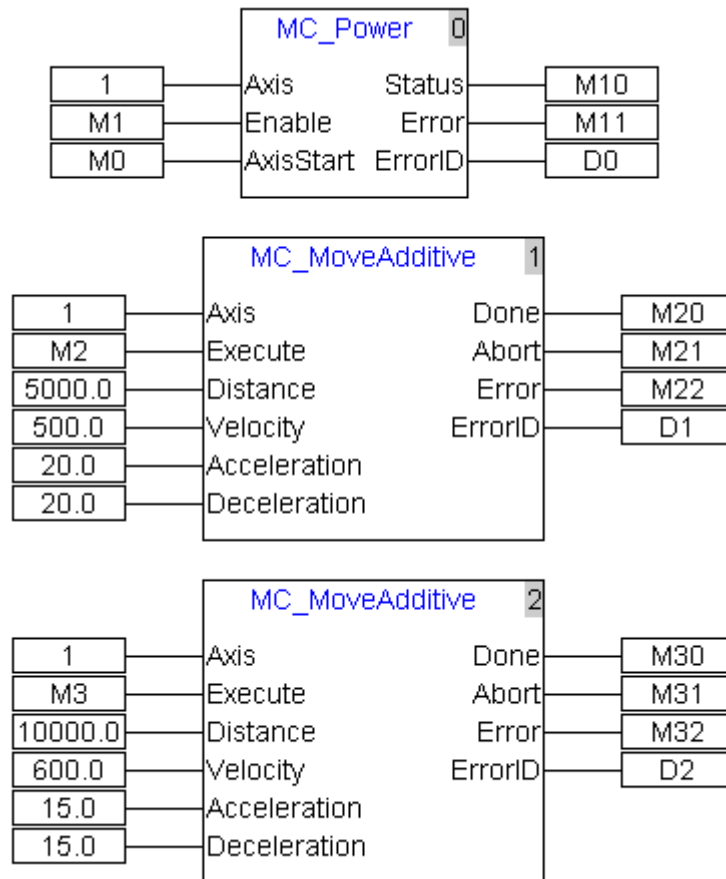 MC_Power 0
1 Axis Status M10
M1 Enable Error M11
M0 AxisStart ErrorID D0
MC_MoveAdditive 1
1 Axis Done M20
M2 Execute Abort M21
5000.0 Distance Error M22
500.0 Velocity ErrorID D1
20.0 Acceleration
20.0 Deceleration
MC_MoveAdditive 2
1 Axis Done M30
M3 Execute Abort M31
10000.0 Distance Error M32
600.0 Velocity ErrorID D2
15.0 Acceleration
15.0 Deceleration